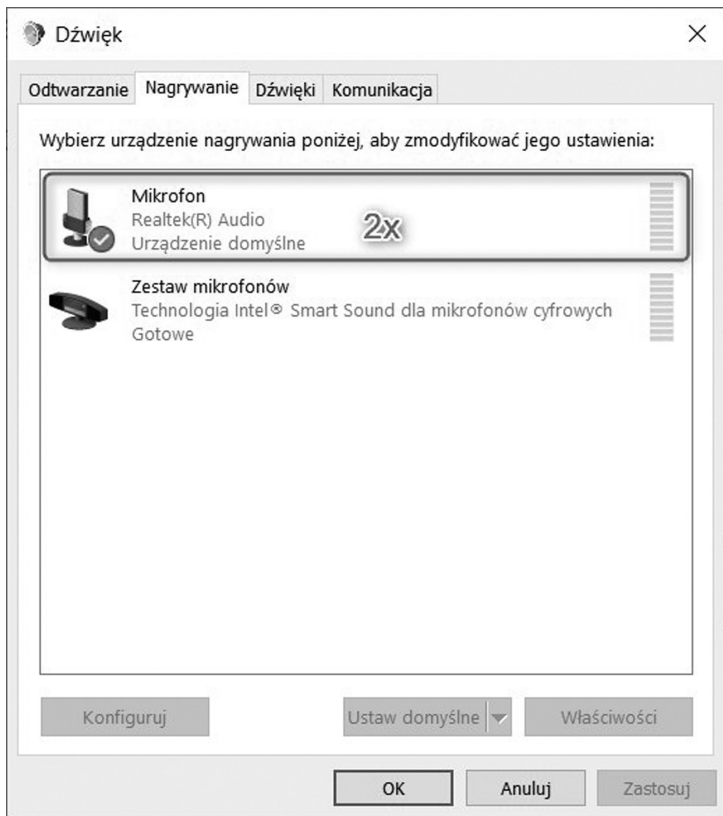 Dźwięk
Odtwarzanie Nagrywanie Dźwięki Komunikacja
Wybierz urządzenie nagrywania poniżej, aby zmodyfikować jego ustawienia:
Mikrofon
Realtek(R) Audio
Urządzenie domyślne
2x
Zestaw mikrofonów
Technologia Intel® Smart Sound dla mikrofonów cyfrowych
Gotowe
Konfiguruj Ustaw domyślne Właściwości
OK Anuluj Zastosuj